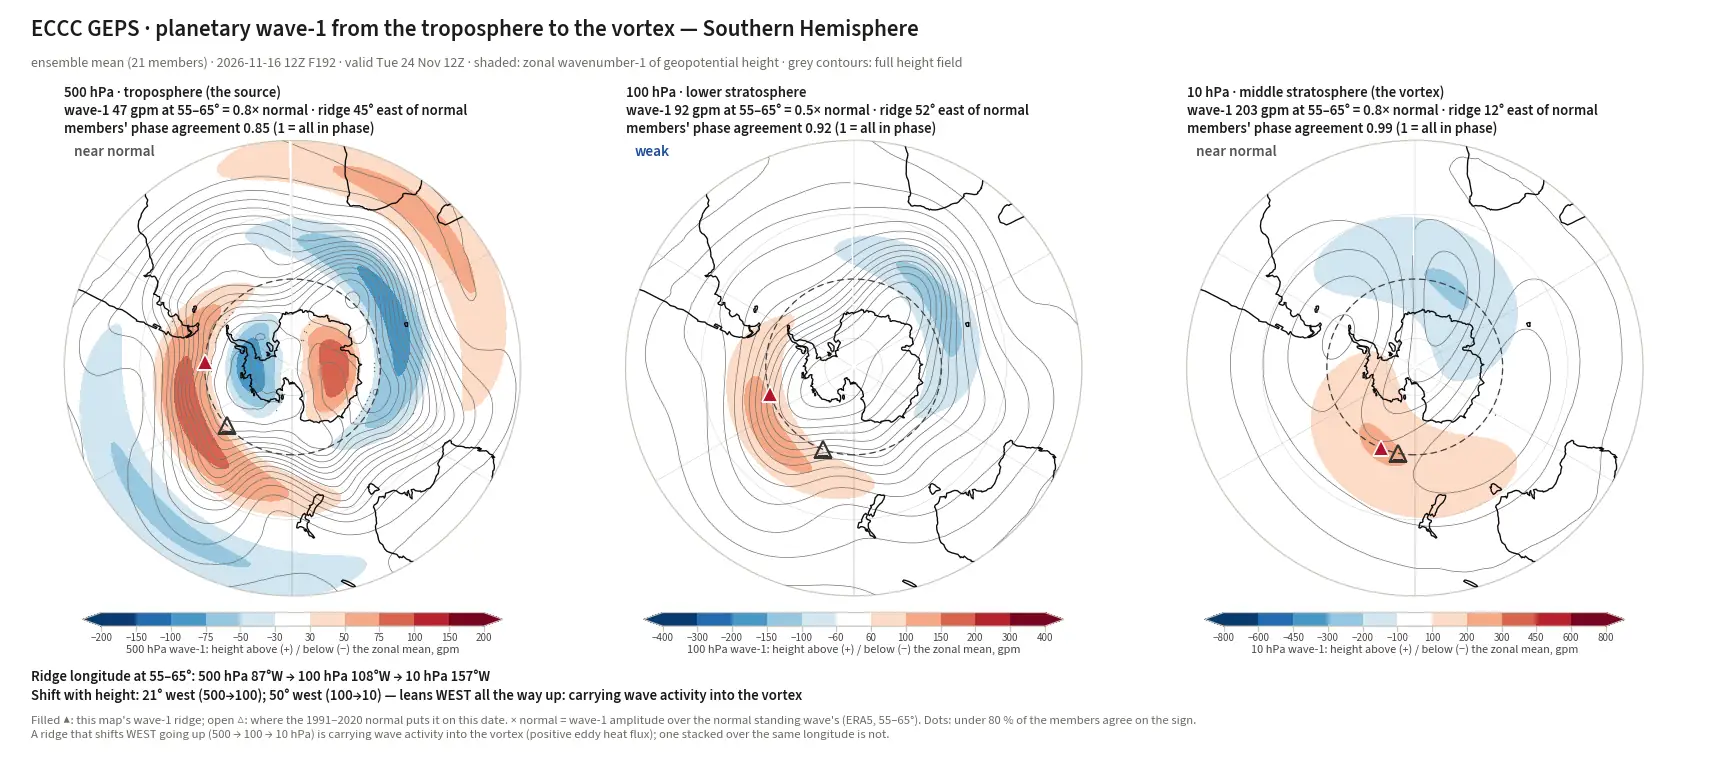 ECCC GEPS · planetary wave-1 from the troposphere to the vortex — Southern Hemisphere
ensemble mean (21 members) · 2026-11-16 12Z F192 · valid Tue 24 Nov 12Z · shaded: zonal wavenumber-1 of geopotential height · grey contours: full height field
500 hPa · troposphere (the source)
wave-1 47 gpm at 55–65° = 0.8× normal · ridge 45° east of normal
members' phase agreement 0.85 (1 = all in phase)
near normal
100 hPa · lower stratosphere
wave-1 92 gpm at 55–65° = 0.5× normal · ridge 52° east of normal
members' phase agreement 0.92 (1 = all in phase)
weak
10 hPa · middle stratosphere (the vortex)
wave-1 203 gpm at 55–65° = 0.8× normal · ridge 12° east of normal
members' phase agreement 0.99 (1 = all in phase)
near normal
−200 −150 −100 −75 −50 −30 30 50 75 100 150 200
500 hPa wave-1: height above (+) / below (−) the zonal mean, gpm
−400 −300 −200 −150 −100 −60 60 100 150 200 300 400
100 hPa wave-1: height above (+) / below (−) the zonal mean, gpm
−800 −600 −450 −300 −200 −100 100 200 300 450 600 800
10 hPa wave-1: height above (+) / below (−) the zonal mean, gpm
Ridge longitude at 55–65°: 500 hPa 87°W → 100 hPa 108°W → 10 hPa 157°W
Shift with height: 21° west (500→100); 50° west (100→10) — leans WEST all the way up: carrying wave activity into the vortex
Filled ▲: this map's wave-1 ridge; open △: where the 1991–2020 normal puts it on this date. × normal = wave-1 amplitude over the normal standing wave's (ERA5, 55–65°). Dots: under 80 % of the members agree on the sign.
A ridge that shifts WEST going up (500 → 100 → 10 hPa) is carrying wave activity into the vortex (positive eddy heat flux); one stacked over the same longitude is not.